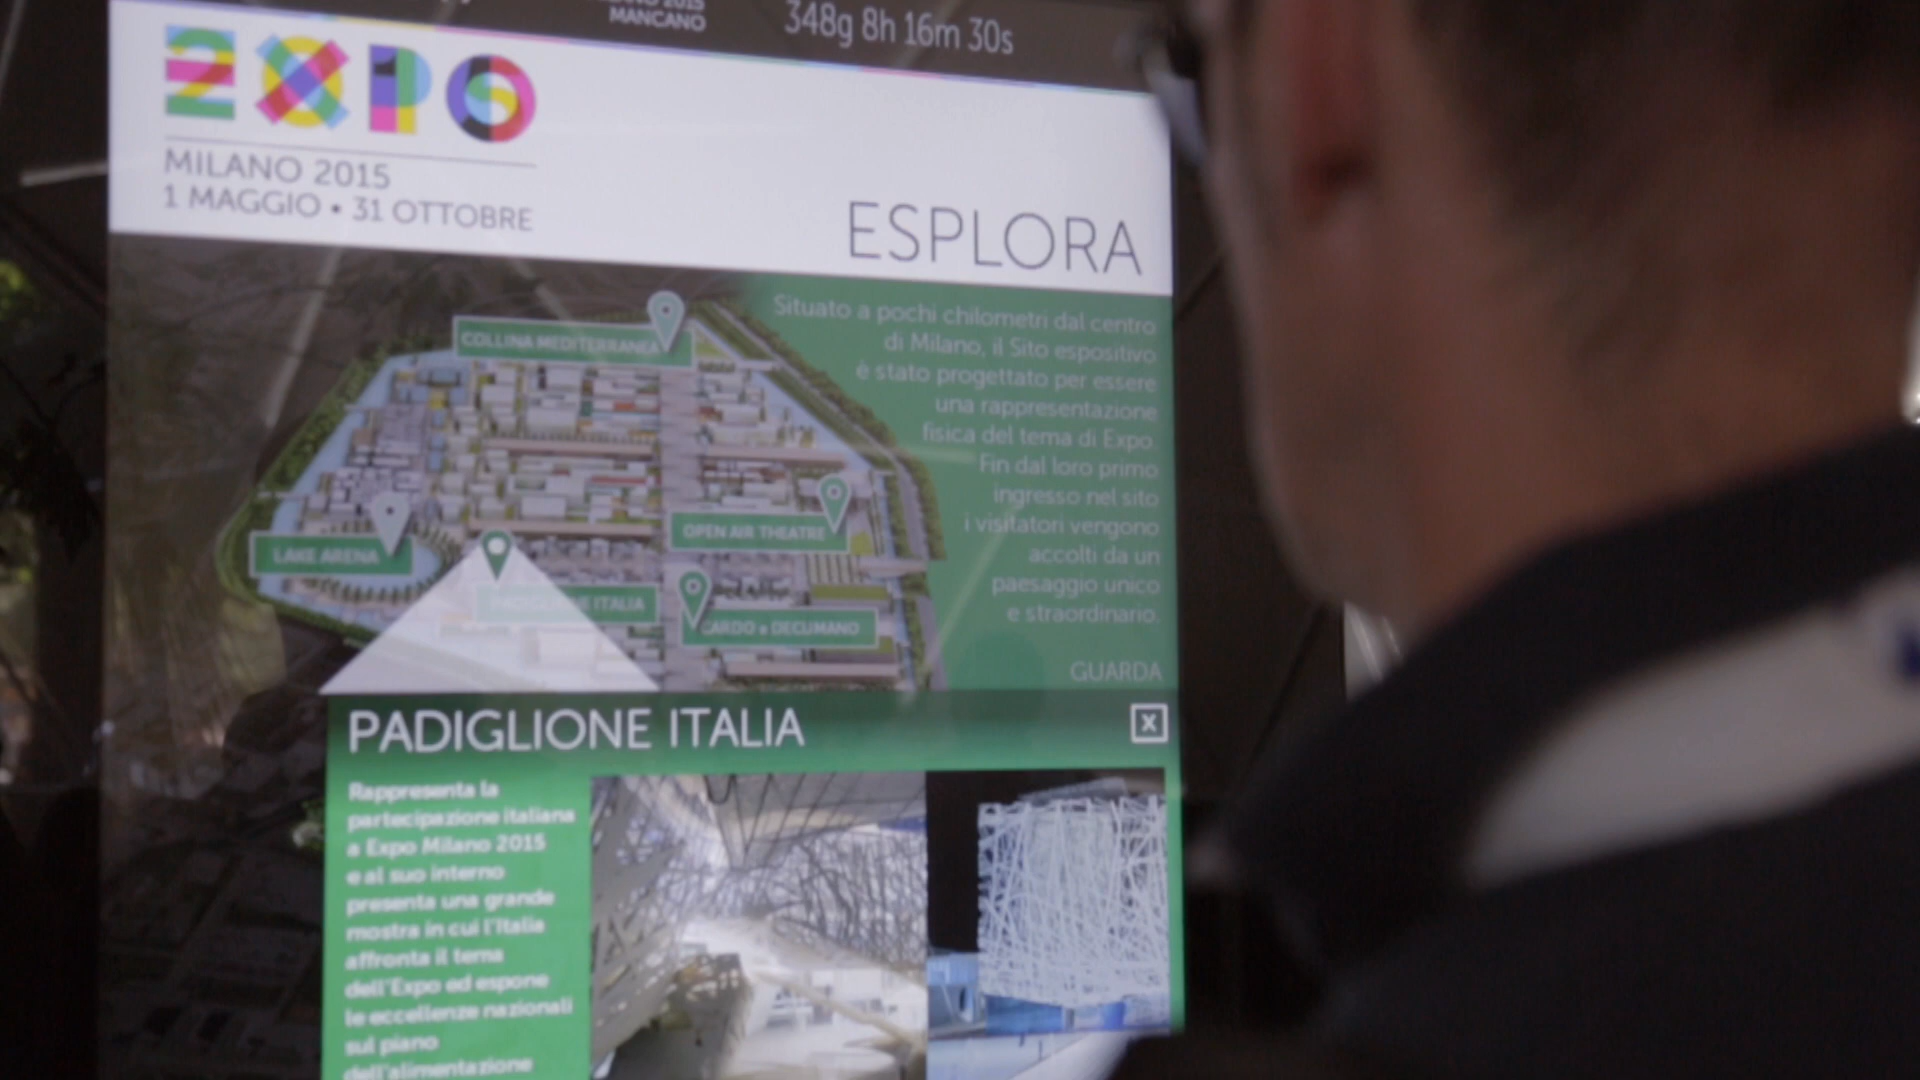 MANCANO
348g 8h 16m 30s
EXPO
MILANO 2015
1 MAGGIO • 31 OTTOBRE
ESPLORA
Situato a pochi chilometri dal centro
di Milano, il Sito espositivo
è stato progettato per essere
una rappresentazione
fisica del tema di Expo.
Fin dal loro primo
ingresso nel sito
i visitatori vengono
accolti da un
paesaggio unico
e straordinario.
GUARDA
COLLINA MEDITERRANEA
OPEN AIR THEATRE
LAKE ARENA
PADIGLIONE ITALIA
CARDO e DECUMANO
PADIGLIONE ITALIA
X
Rappresenta la
partecipazione italiana
a Expo Milano 2015
e al suo interno
presenta una grande
mostra in cui l'Italia
affronta il tema
dell'Expo ed espone
le eccellenze nazionali
sul piano
dell'alimentazione